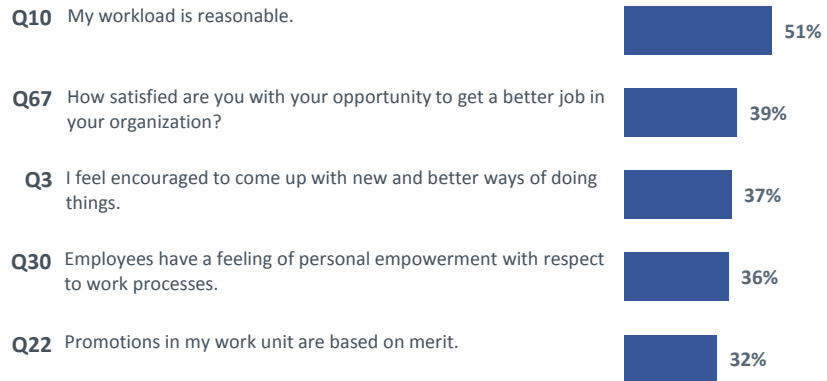 Q10 My workload is reasonable. 51%
Q67 How satisfied are you with your opportunity to get a better job in
your organization? 39%
Q3 I feel encouraged to come up with new and better ways of doing
things. 37%
Q30 Employees have a feeling of personal empowerment with respect
to work processes. 36%
Q22 Promotions in my work unit are based on merit. 32%